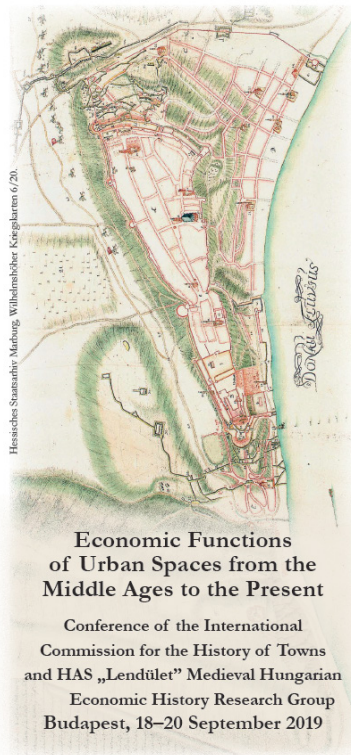 Hessisches Staatsarhiv Marburg, Wilhelmshöher Kriegskarten 6/20.
Economic Functions
of Urban Spaces from the
Middle Ages to the Present
Conference of the International
Commission for the History of Towns
and HAS „Lendület” Medieval Hungarian
Economic History Research Group
Budapest, 18–20 September 2019